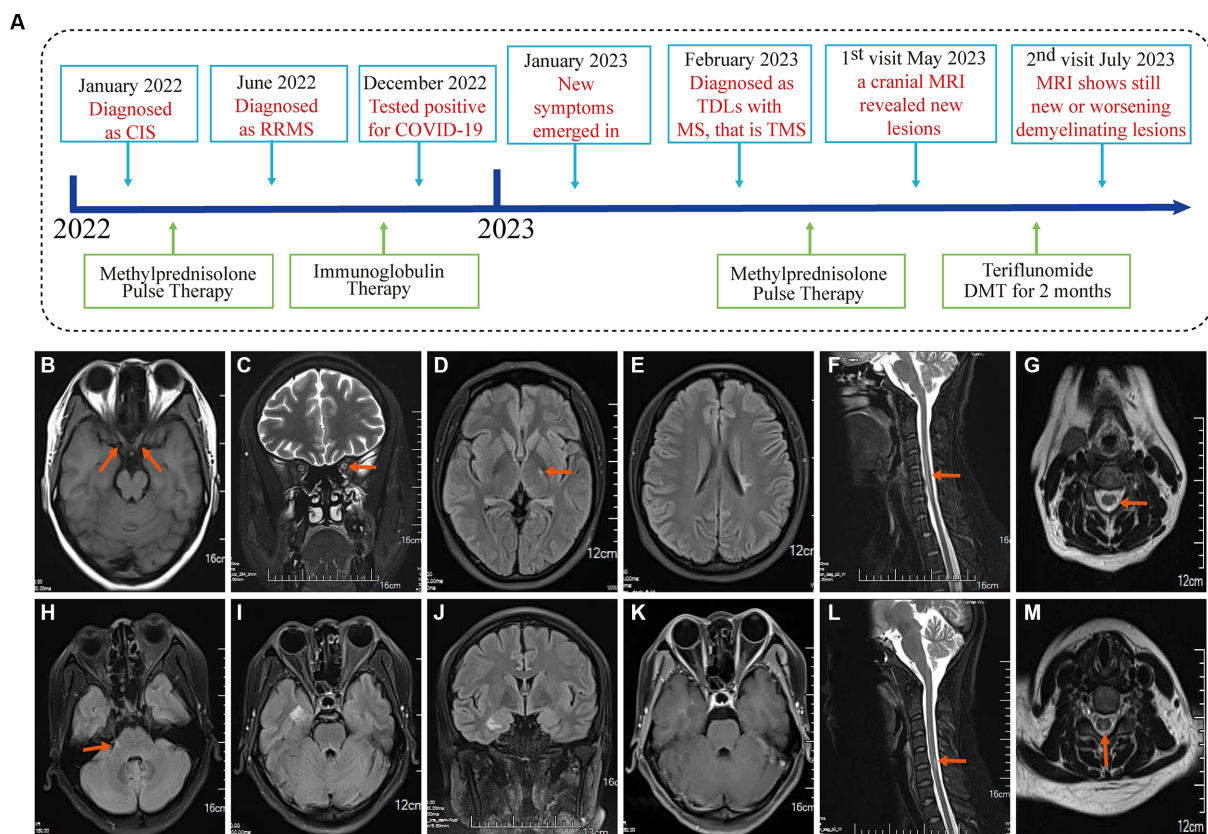 A
January 2022
Diagnosed
as CIS
June 2022
Diagnosed
as RRMS
December 2022
Tested positive
for COVID-19
January 2023
New
symptoms
emerged in
February 2023
Diagnosed as
TDLs with
MS, that is TMS
1st visit May 2023
a cranial MRI
revealed new
lesions
2nd visit July 2023
MRI shows still
new or worsening
demyelinating lesions
2022
2023
Methylprednisolone
Pulse Therapy
Immunoglobulin
Therapy
Methylprednisolone
Pulse Therapy
Teriflunomide
DMT for 2 months
B
16cm
C
16cm
16cm
D
12cm
E
12cm
F
16cm
G
12cm
H
16cm
I
12cm
J
13cm
K
16cm
L
16cm
M
12cm